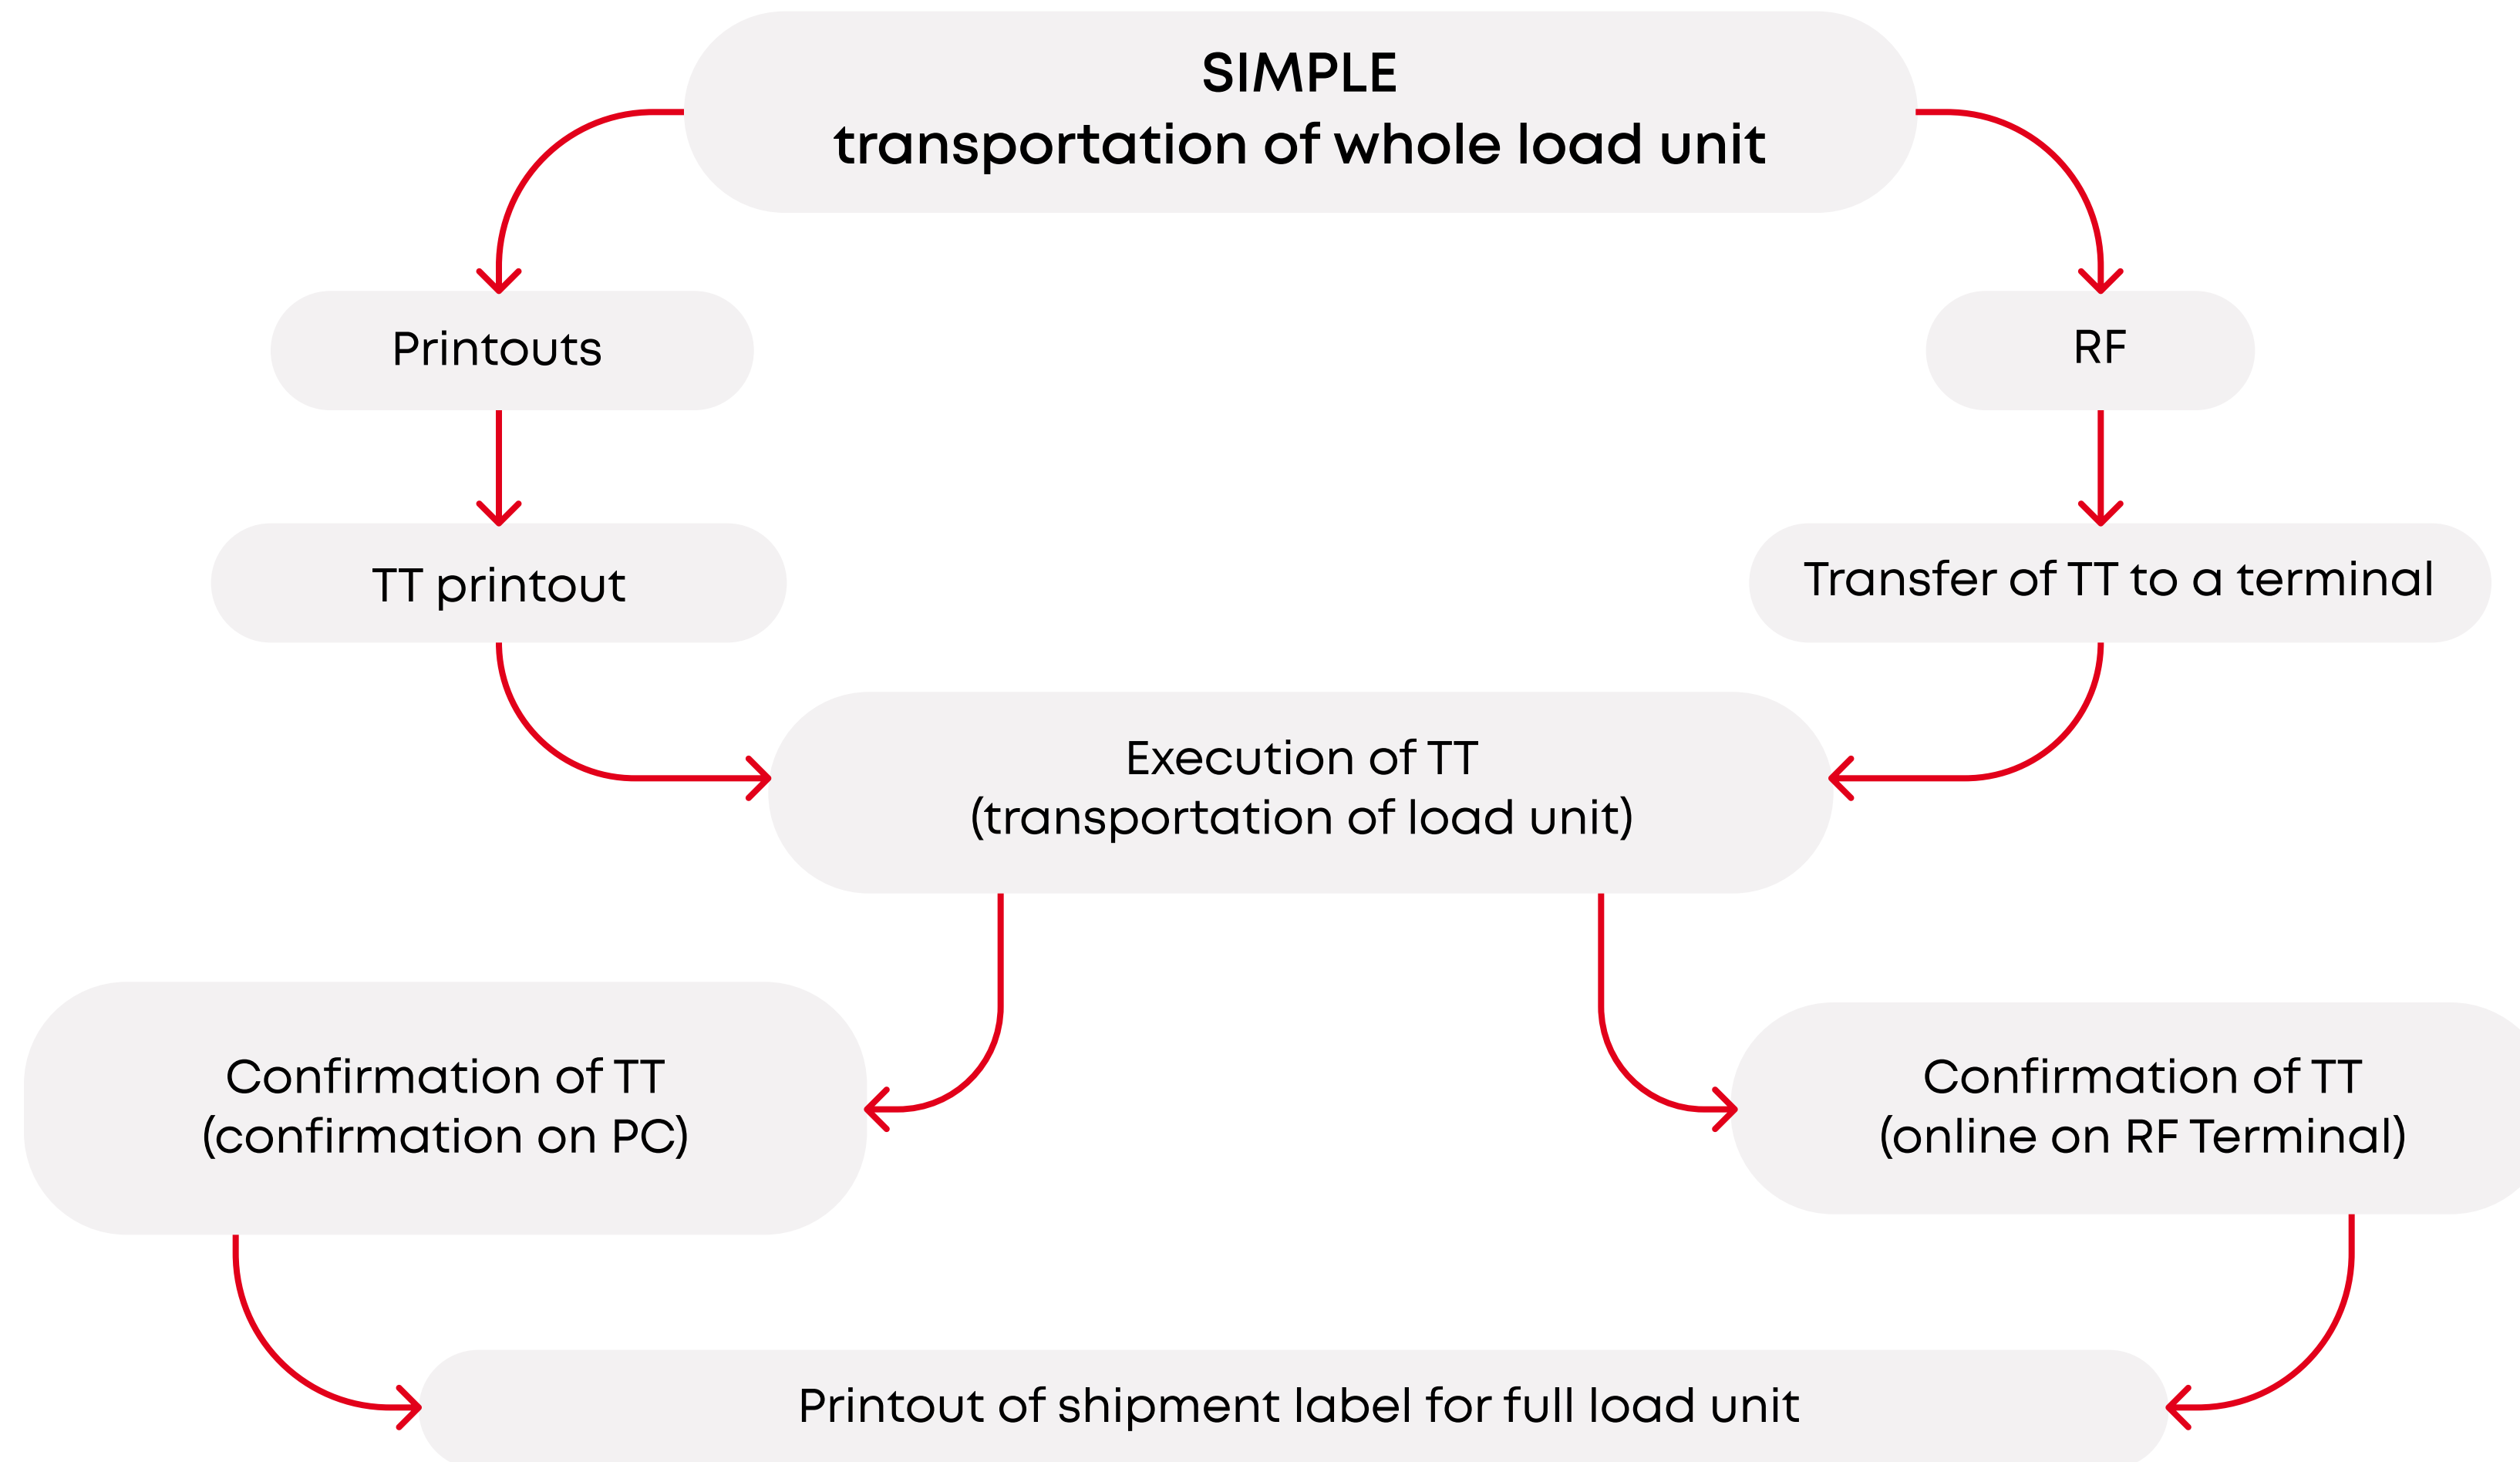 SIMPLE
transportation of whole load unit
Printouts
RF
TT printout
Transfer of TT to a terminal
Execution of TT
(transportation of load unit)
Confirmation of TT
(confirmation on PC)
Confirmation of TT
(online on RF Terminal)
Printout of shipment label for full load unit